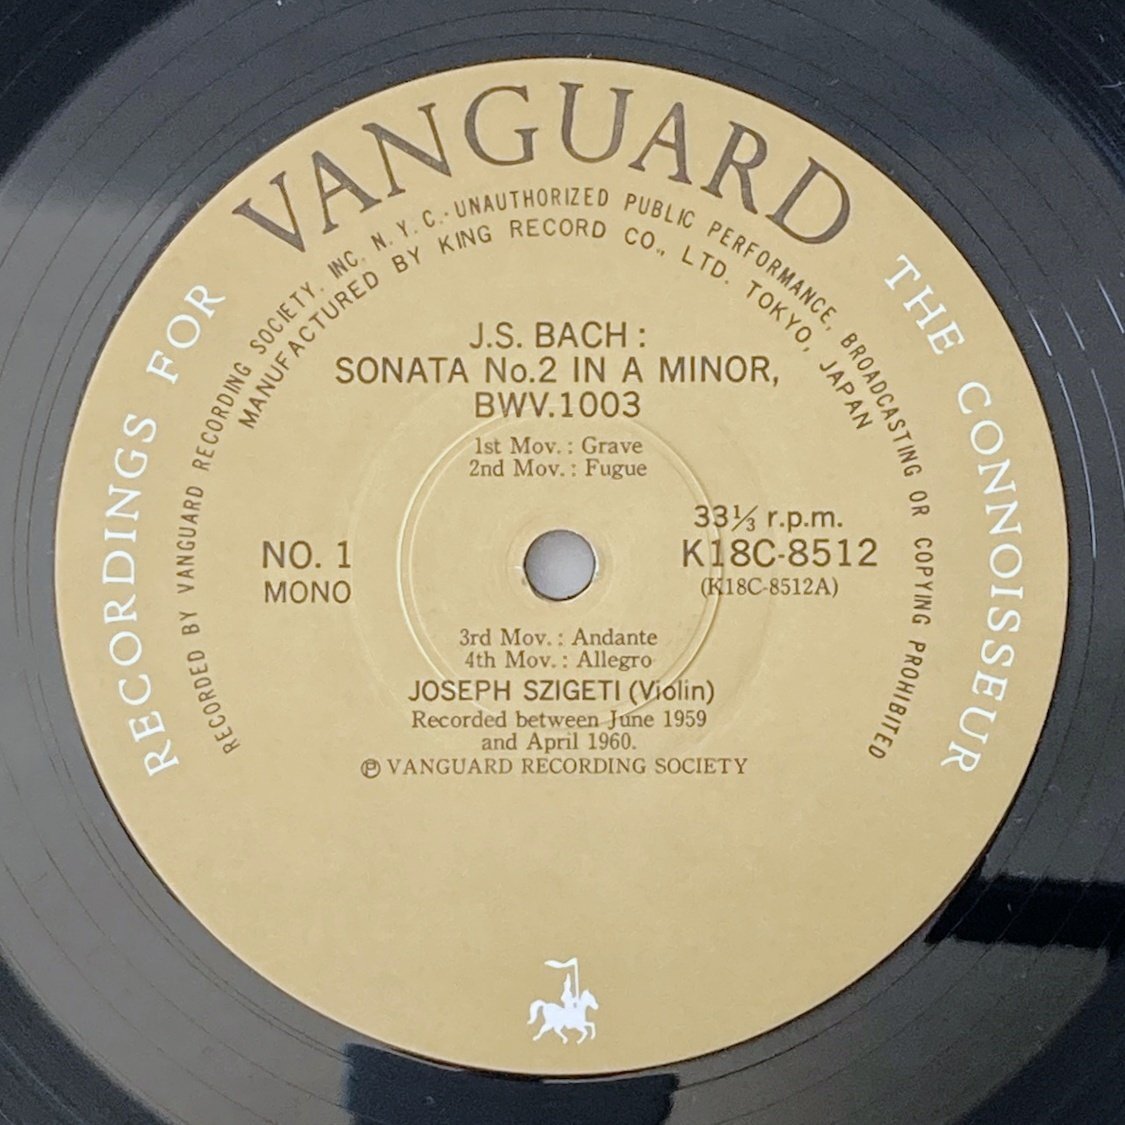 VANGUARD
RECORDINGS FOR THE CONNOISSEUR
RECORDED BY VANGUARD RECORDING SOCIETY, INC. N.Y.C.·UNAUTHORIZED PUBLIC PERFORMANCE, BROADCASTING OR COPYING PROHIBITED
MANUFACTURED BY KING RECORD CO., LTD. TOKYO, JAPAN
J.S. BACH :
SONATA No.2 IN A MINOR,
BWV.1003
1st Mov. : Grave
2nd Mov. : Fugue
NO. 1
MONO
33⅓ r.p.m.
K18C-8512
(K18C-8512A)
3rd Mov. : Andante
4th Mov. : Allegro
JOSEPH SZIGETI (Violin)
Recorded between June 1959
and April 1960.
Ⓟ VANGUARD RECORDING SOCIETY